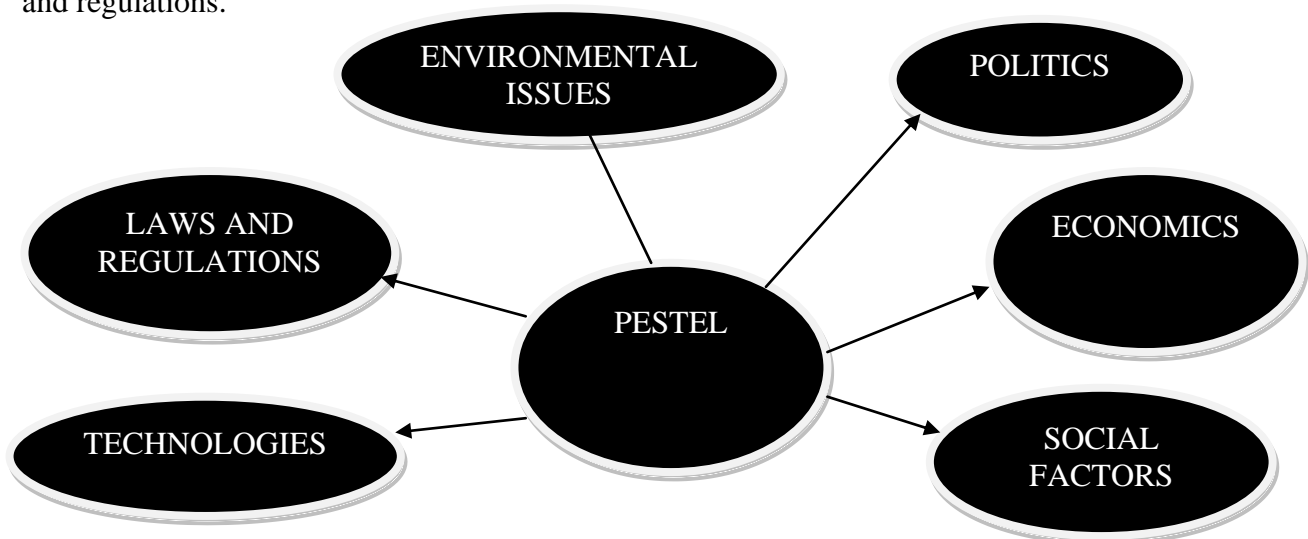 and regulations.
ENVIRONMENTAL
ISSUES
POLITICS
LAWS AND
REGULATIONS
ECONOMICS
PESTEL
TECHNOLOGIES
SOCIAL
FACTORS